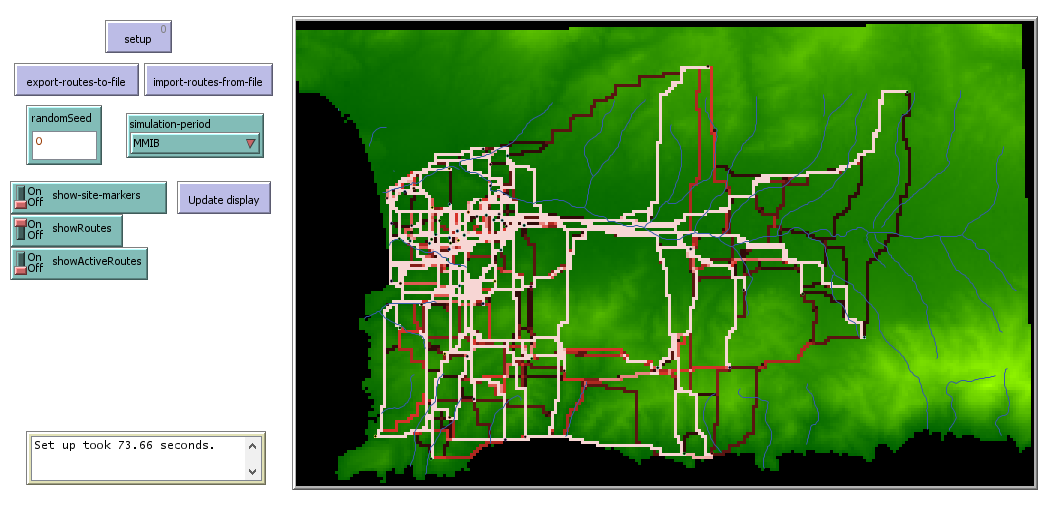 0
setup
export-routes-to-file
import-routes-from-file
randomSeed
0
simulation-period
MMIB
On
Off
show-site-markers
Update display
On
Off
showRoutes
On
Off
showActiveRoutes
Set up took 73.66 seconds.